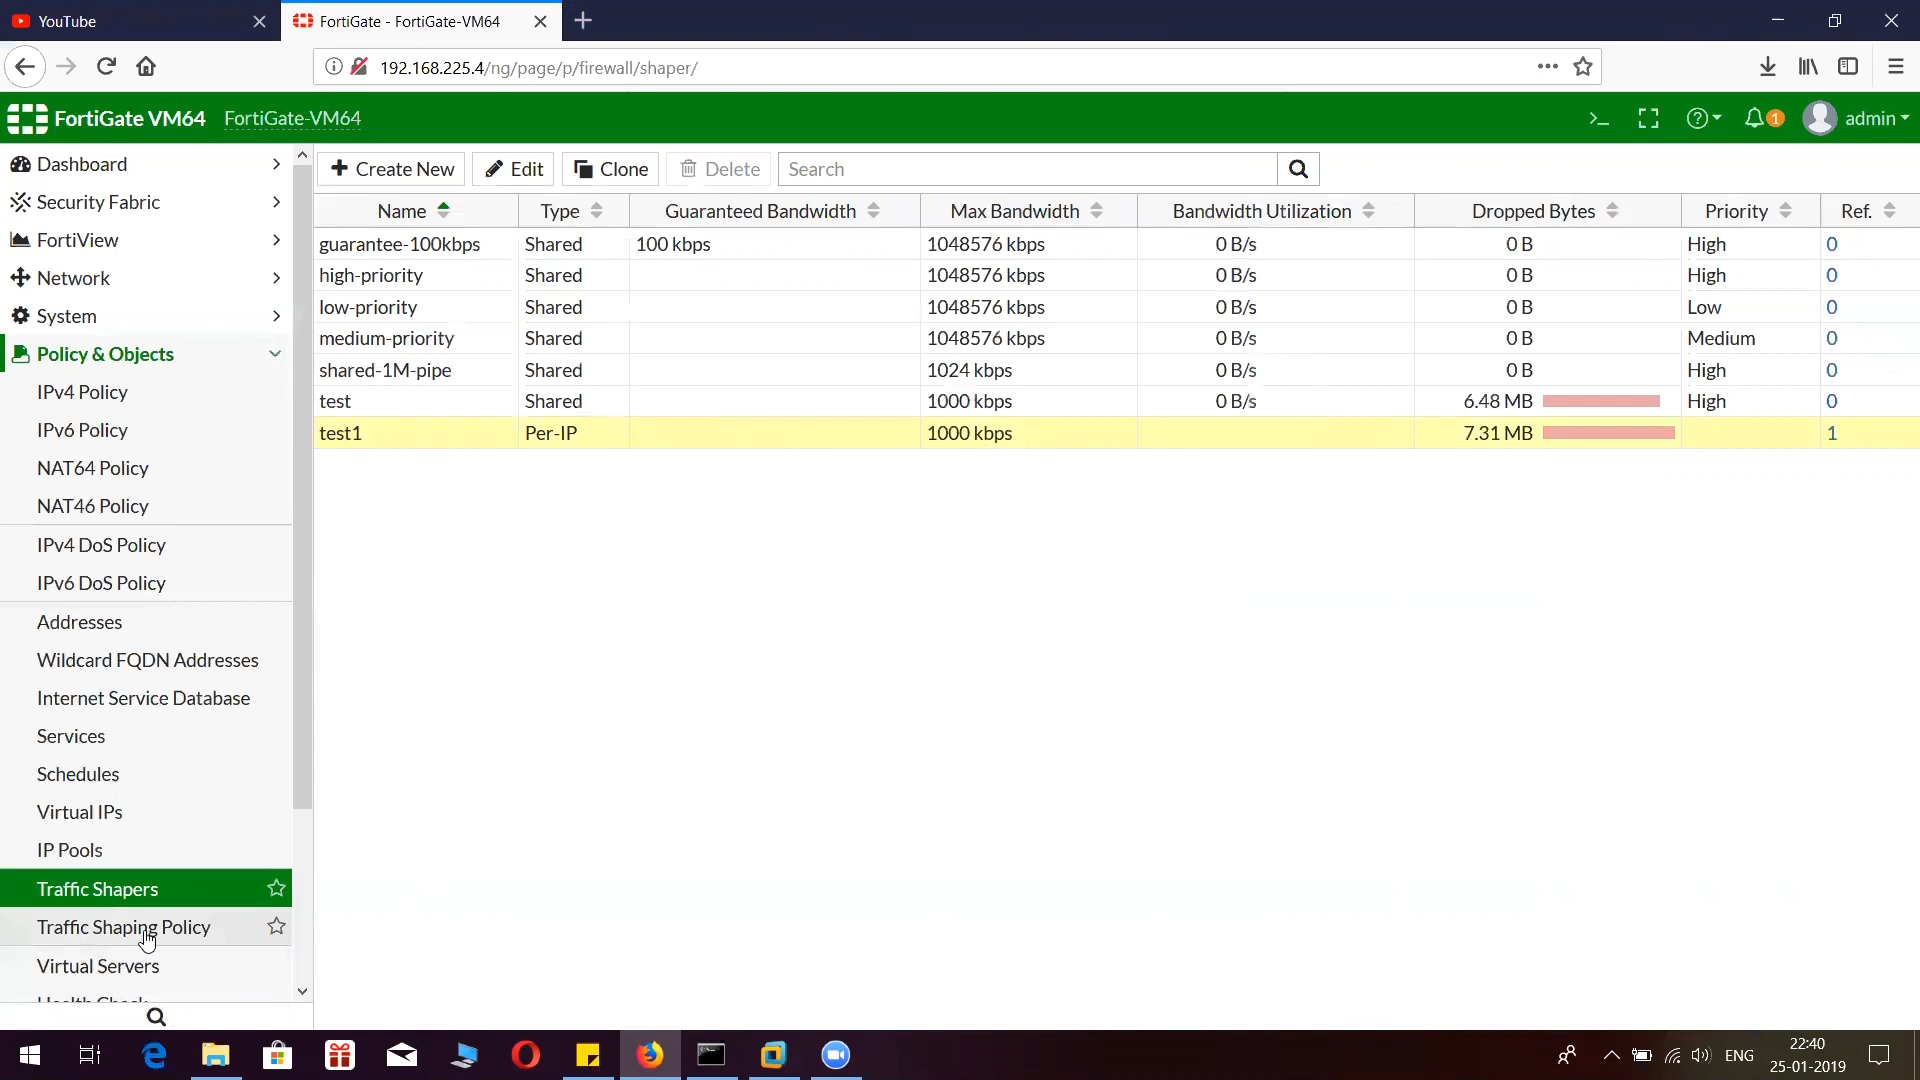 YouTube
FortiGate - FortiGate-VM64
192.168.225.4/ng/page/p/firewall/shaper/
FortiGate VM64 FortiGate-VM64
1 admin
Dashboard
Security Fabric
FortiView
Network
System
Policy & Objects
IPv4 Policy
IPv6 Policy
NAT64 Policy
NAT46 Policy
IPv4 DoS Policy
IPv6 DoS Policy
Addresses
Wildcard FQDN Addresses
Internet Service Database
Services
Schedules
Virtual IPs
IP Pools
Traffic Shapers
Traffic Shaping Policy
Virtual Servers
Health Check
Create New Edit Clone Delete Search
Name Type Guaranteed Bandwidth Max Bandwidth Bandwidth Utilization Dropped Bytes Priority Ref.
guarantee-100kbps Shared 100 kbps 1048576 kbps 0 B/s 0 B High 0
high-priority Shared 1048576 kbps 0 B/s 0 B High 0
low-priority Shared 1048576 kbps 0 B/s 0 B Low 0
medium-priority Shared 1048576 kbps 0 B/s 0 B Medium 0
shared-1M-pipe Shared 1024 kbps 0 B/s 0 B High 0
test Shared 1000 kbps 0 B/s 6.48 MB High 0
test1 Per-IP 1000 kbps 7.31 MB 1
ENG
22:40
25-01-2019